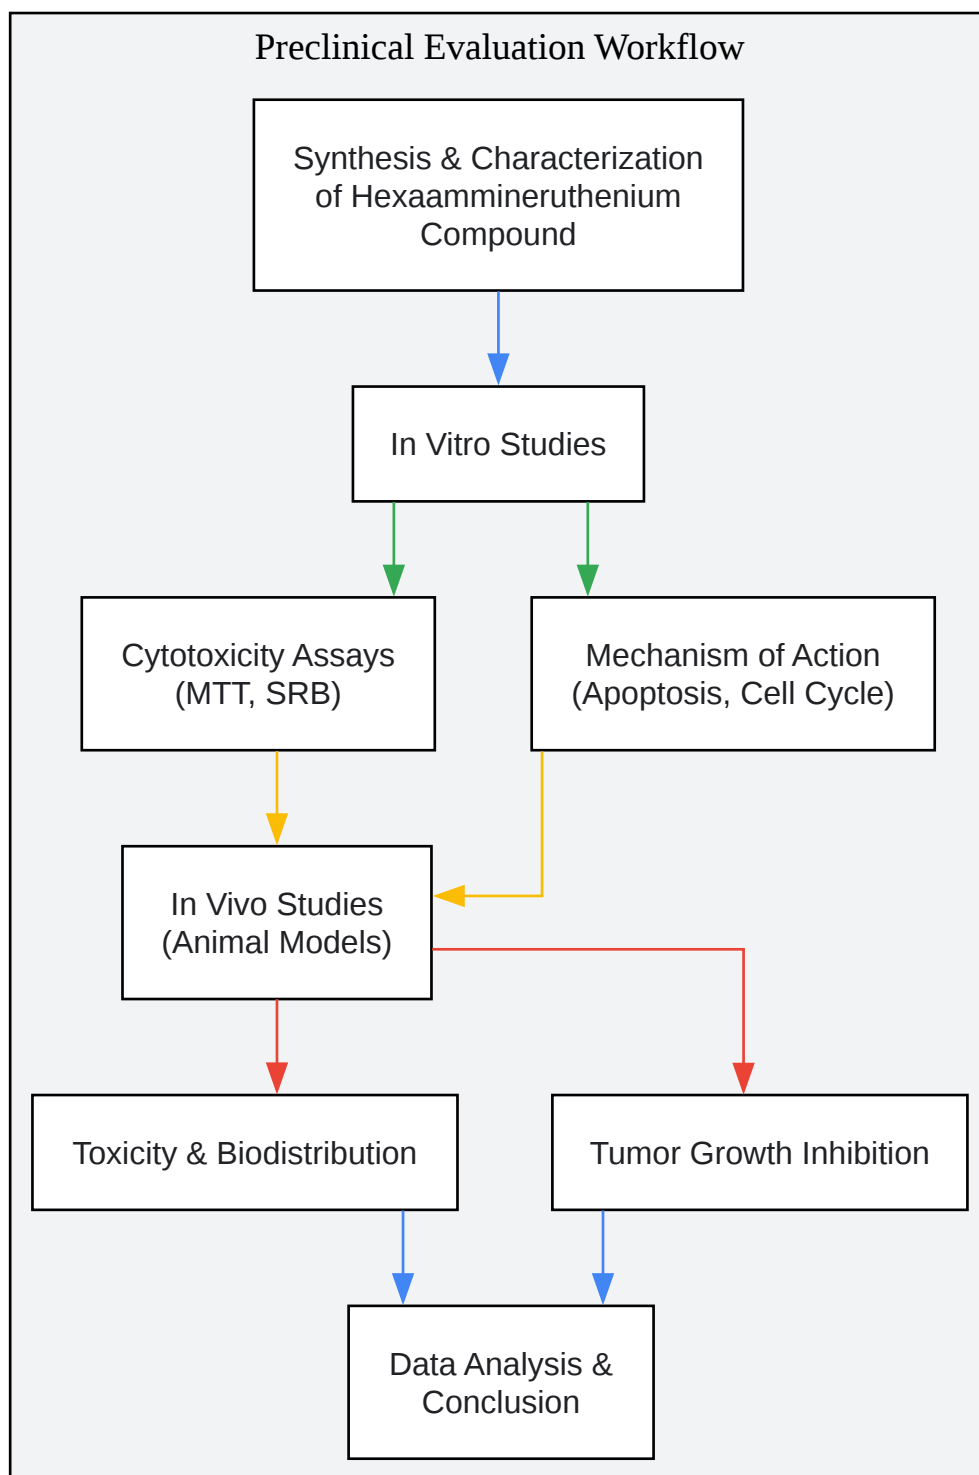 Preclinical Evaluation Workflow
Synthesis & Characterization
of Hexaammineruthenium
Compound
In Vitro Studies
Cytotoxicity Assays
(MTT, SRB)
Mechanism of Action
(Apoptosis, Cell Cycle)
In Vivo Studies
(Animal Models)
Toxicity & Biodistribution
Tumor Growth Inhibition
Data Analysis &
Conclusion